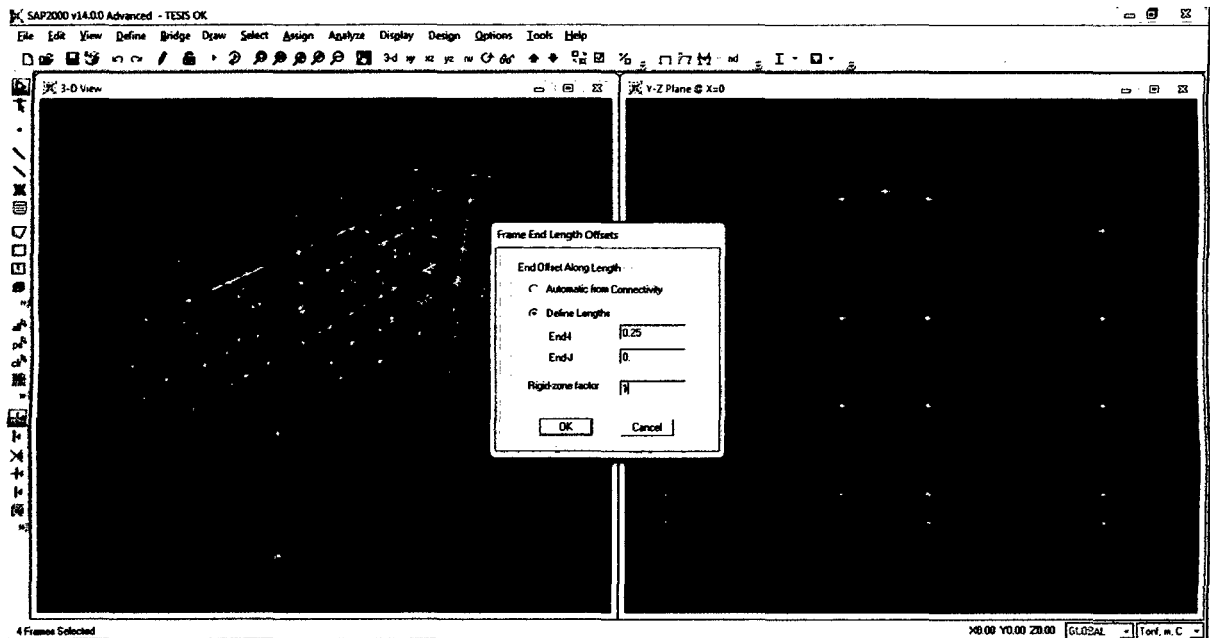 SAP2000 v14.0.0 Advanced - TESIS OK
File Edit View Define Bridge Draw Select Assign Analyze Display Design Options Tools Help
3-d xy xz yz nv
nd
3-D View
Y-Z Plane @ X=0
Frame End Length Offsets
End Offset Along Length
Automatic from Connectivity
Define Lengths
End-I 0.25
End-J 0.
Rigid-zone factor 1
OK Cancel
4 Frames Selected
X0.00 Y0.00 Z0.00 GLOBAL Tonf, m, C